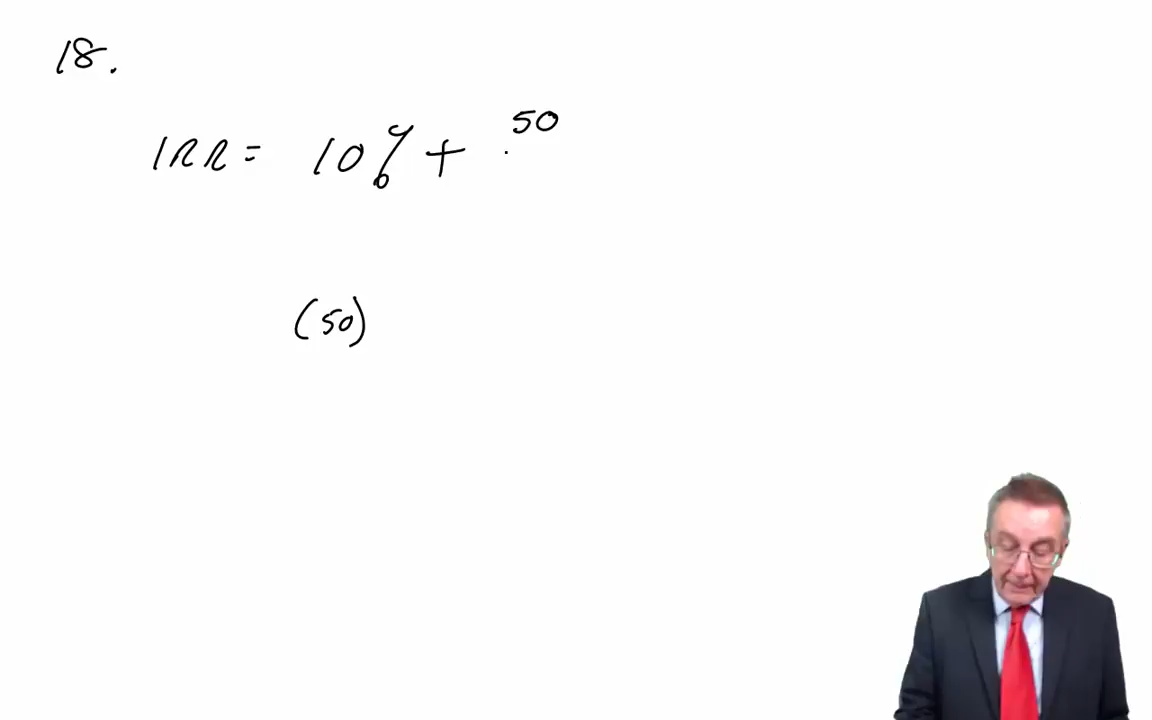 18.
IRR = 10% + 50
(50)